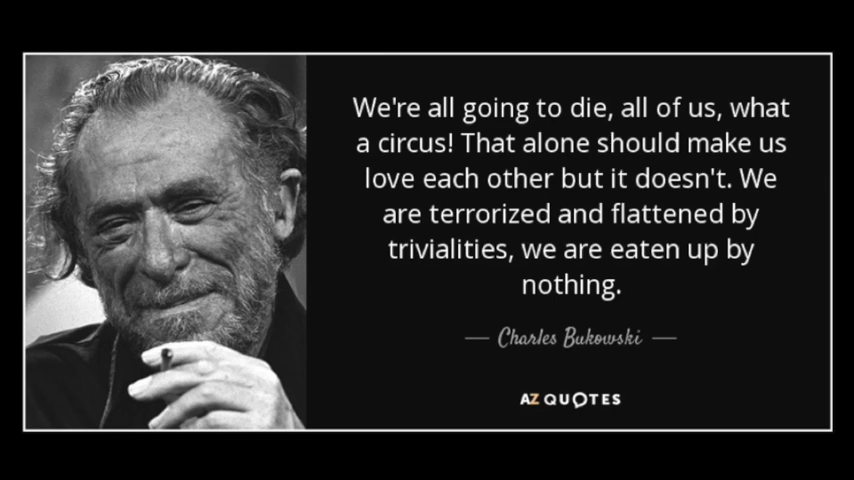 We're all going to die, all of us, what
a circus! That alone should make us
love each other but it doesn't. We
are terrorized and flattened by
trivialities, we are eaten up by
nothing.
— Charles Bukowski —
AZ QUOTES